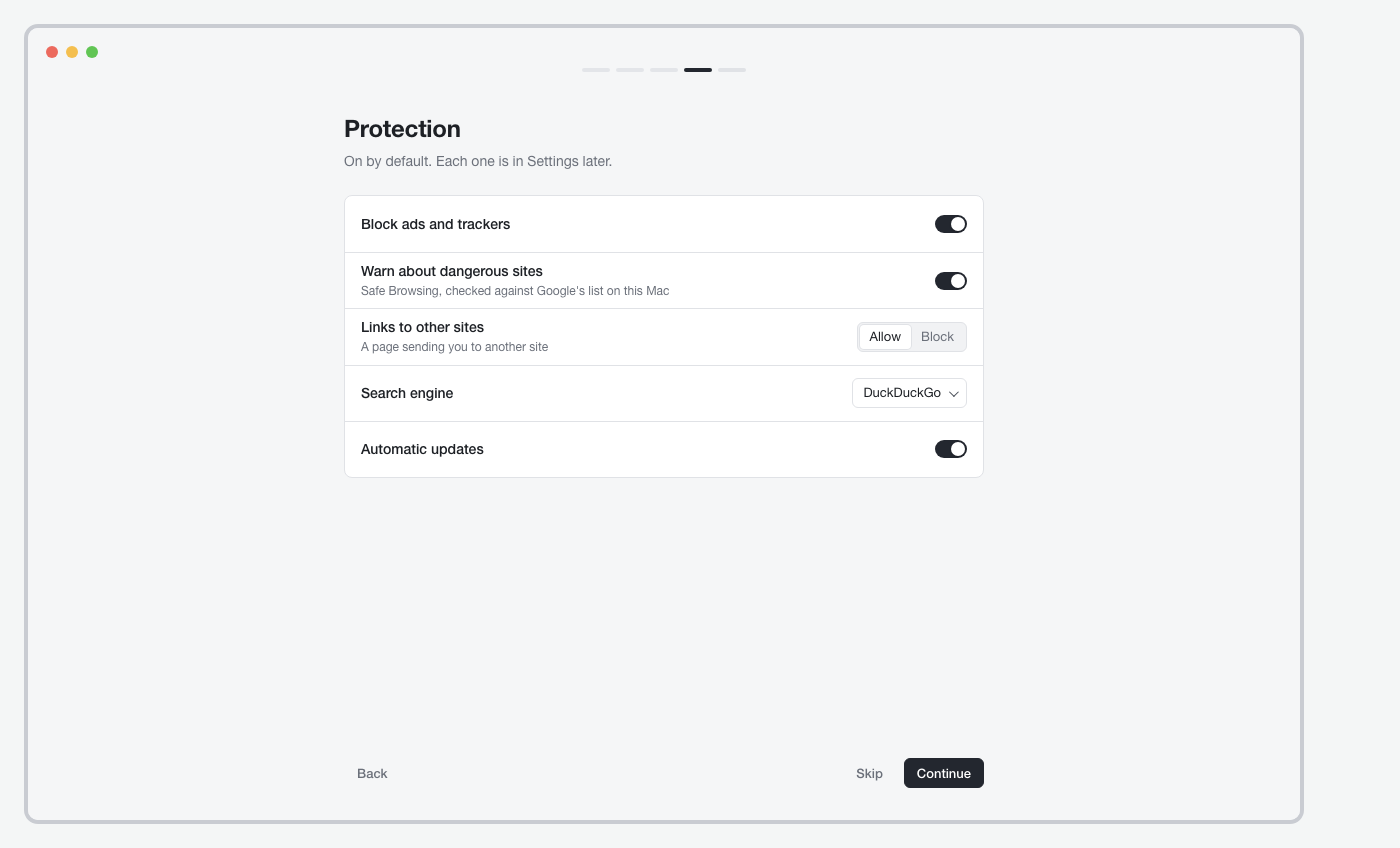 Protection
On by default. Each one is in Settings later.
Block ads and trackers
Warn about dangerous sites
Safe Browsing, checked against Google's list on this Mac
Links to other sites
A page sending you to another site
Allow Block
Search engine
DuckDuckGo
Automatic updates
Back
Skip
Continue